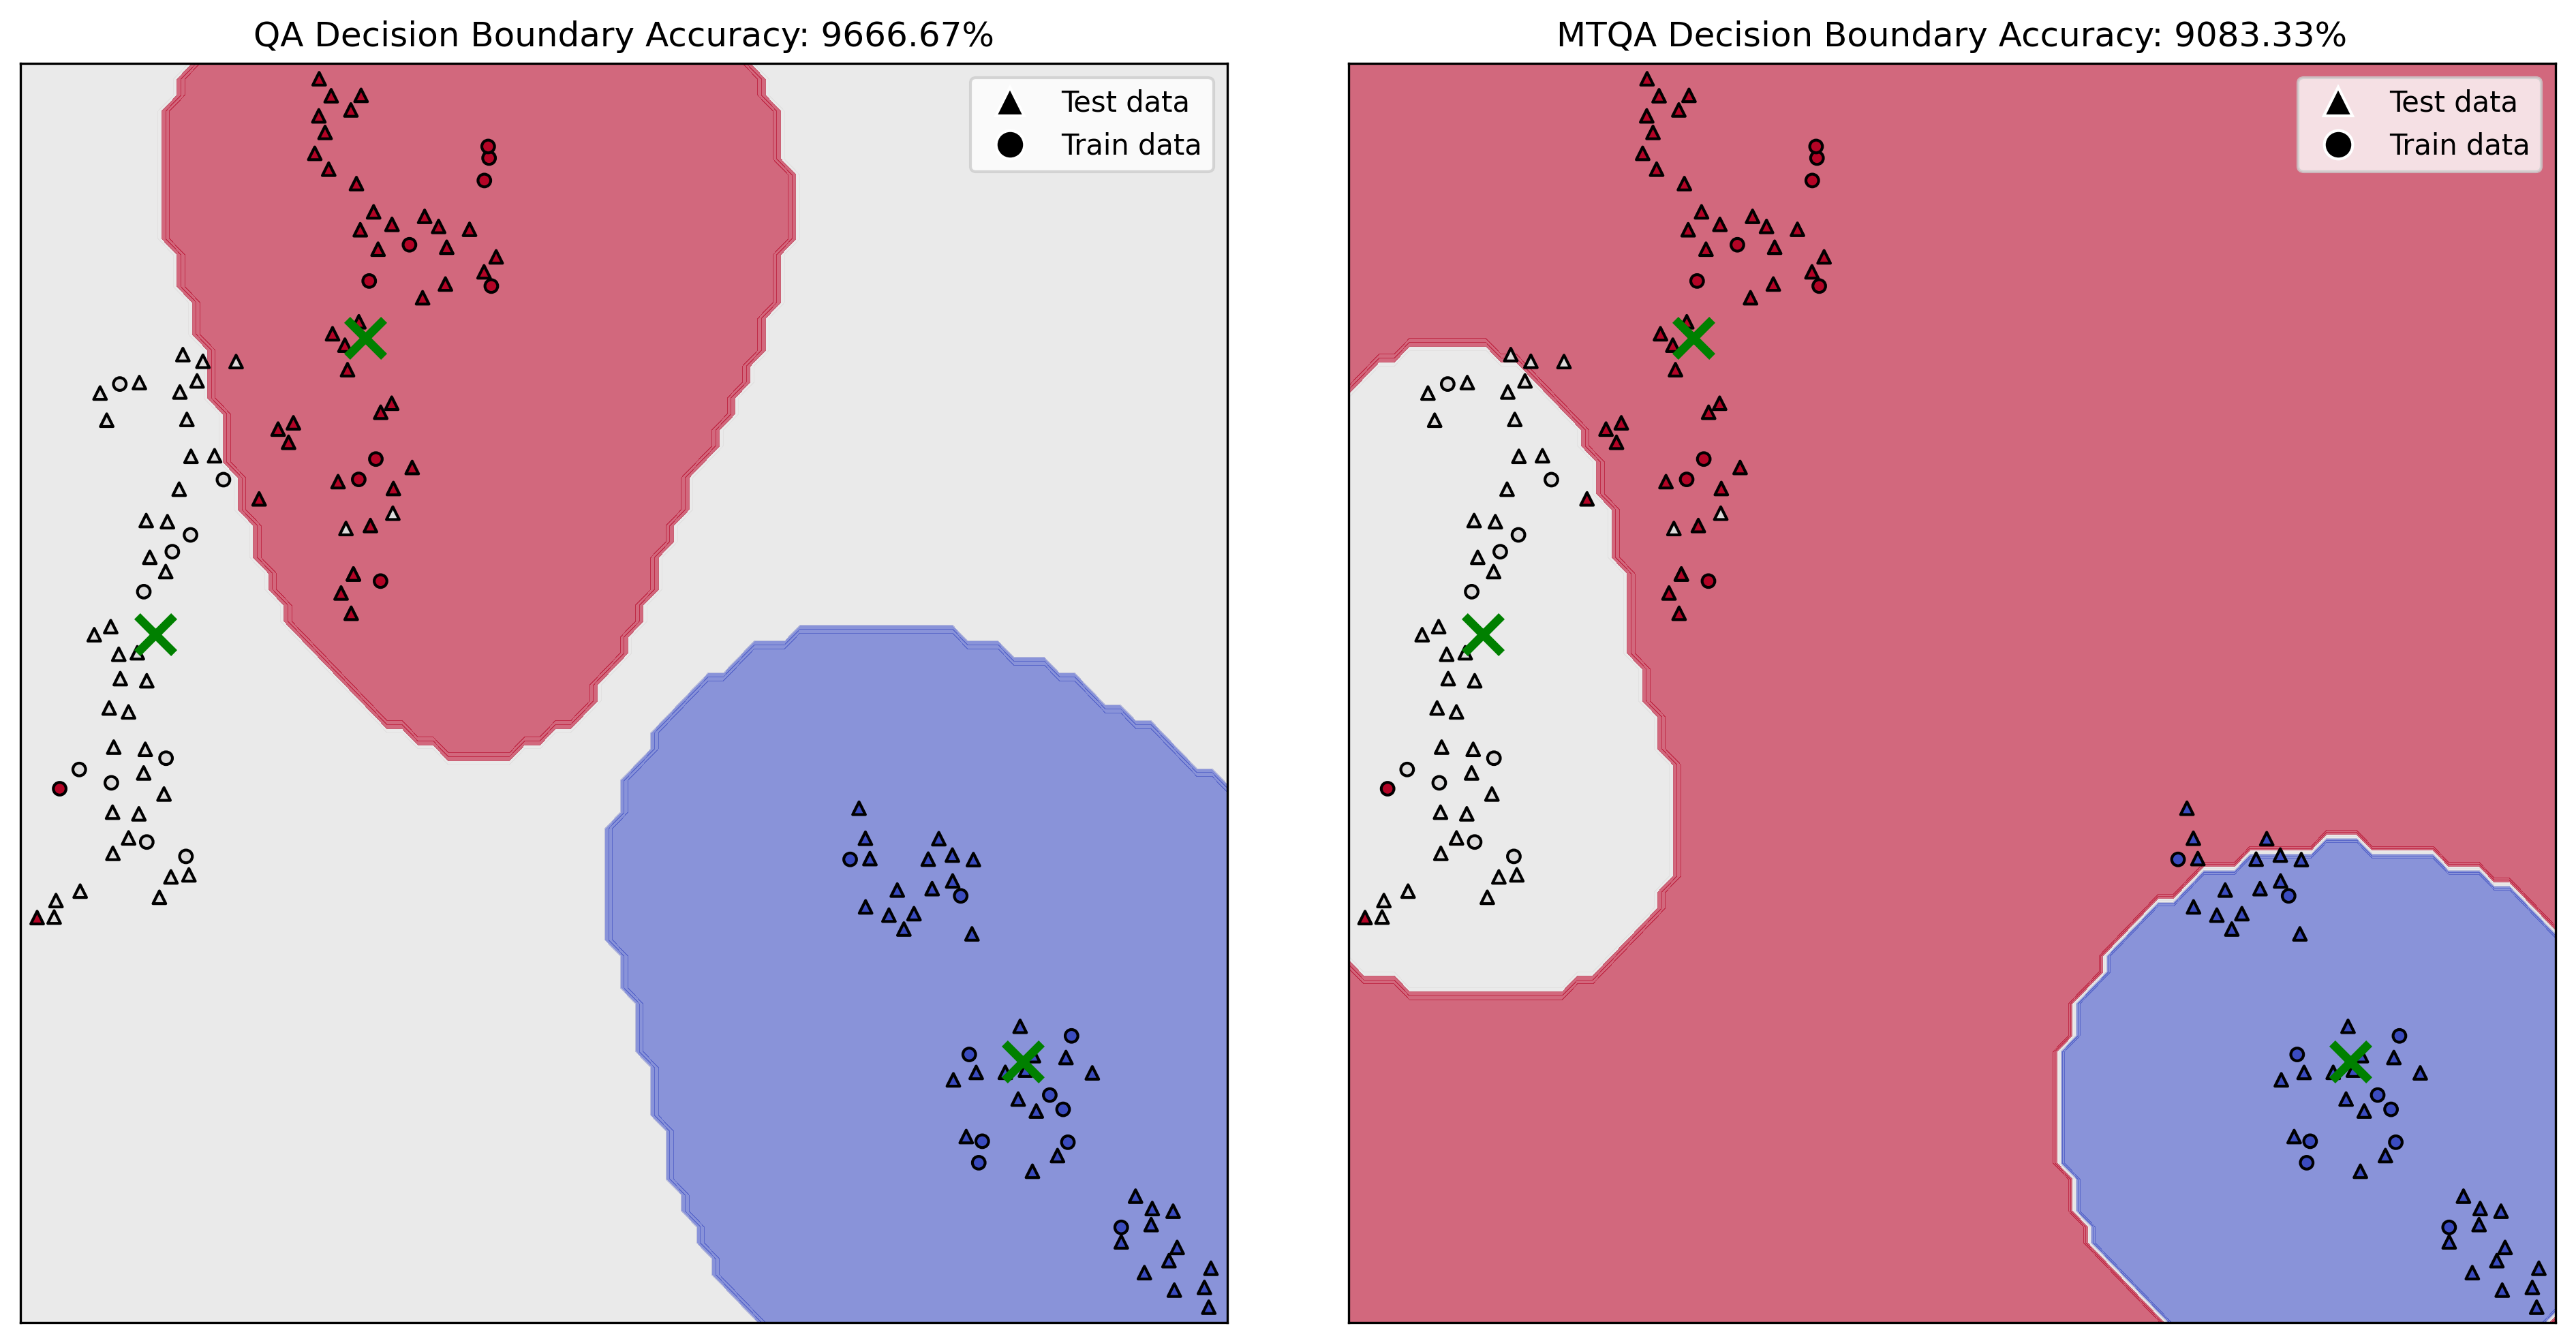 QA Decision Boundary Accuracy: 9666.67%
Test data
Train data
MTQA Decision Boundary Accuracy: 9083.33%
Test data
Train data